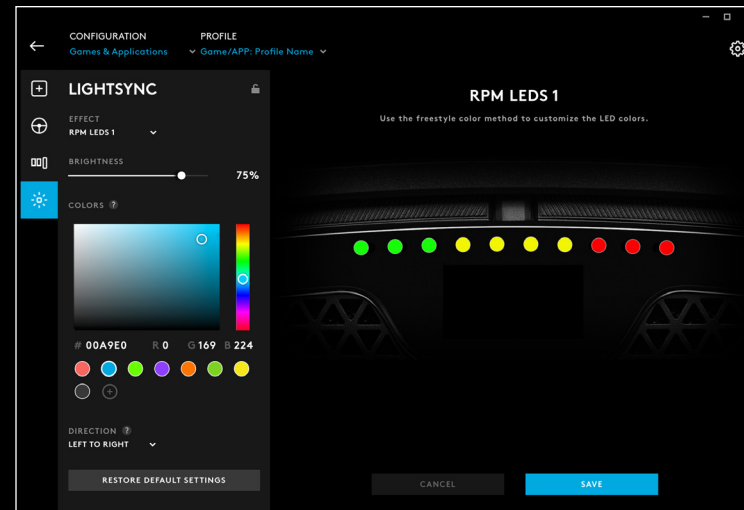 CONFIGURATION
PROFILE
Games & Applications
Game/APP: Profile Name
LIGHTSYNC
EFFECT
RPM LEDS 1
BRIGHTNESS
75%
COLORS ?
# 00A9E0 R 0 G 169 B 224
DIRECTION ?
LEFT TO RIGHT
RESTORE DEFAULT SETTINGS
RPM LEDS 1
Use the freestyle color method to customize the LED colors.
CANCEL
SAVE